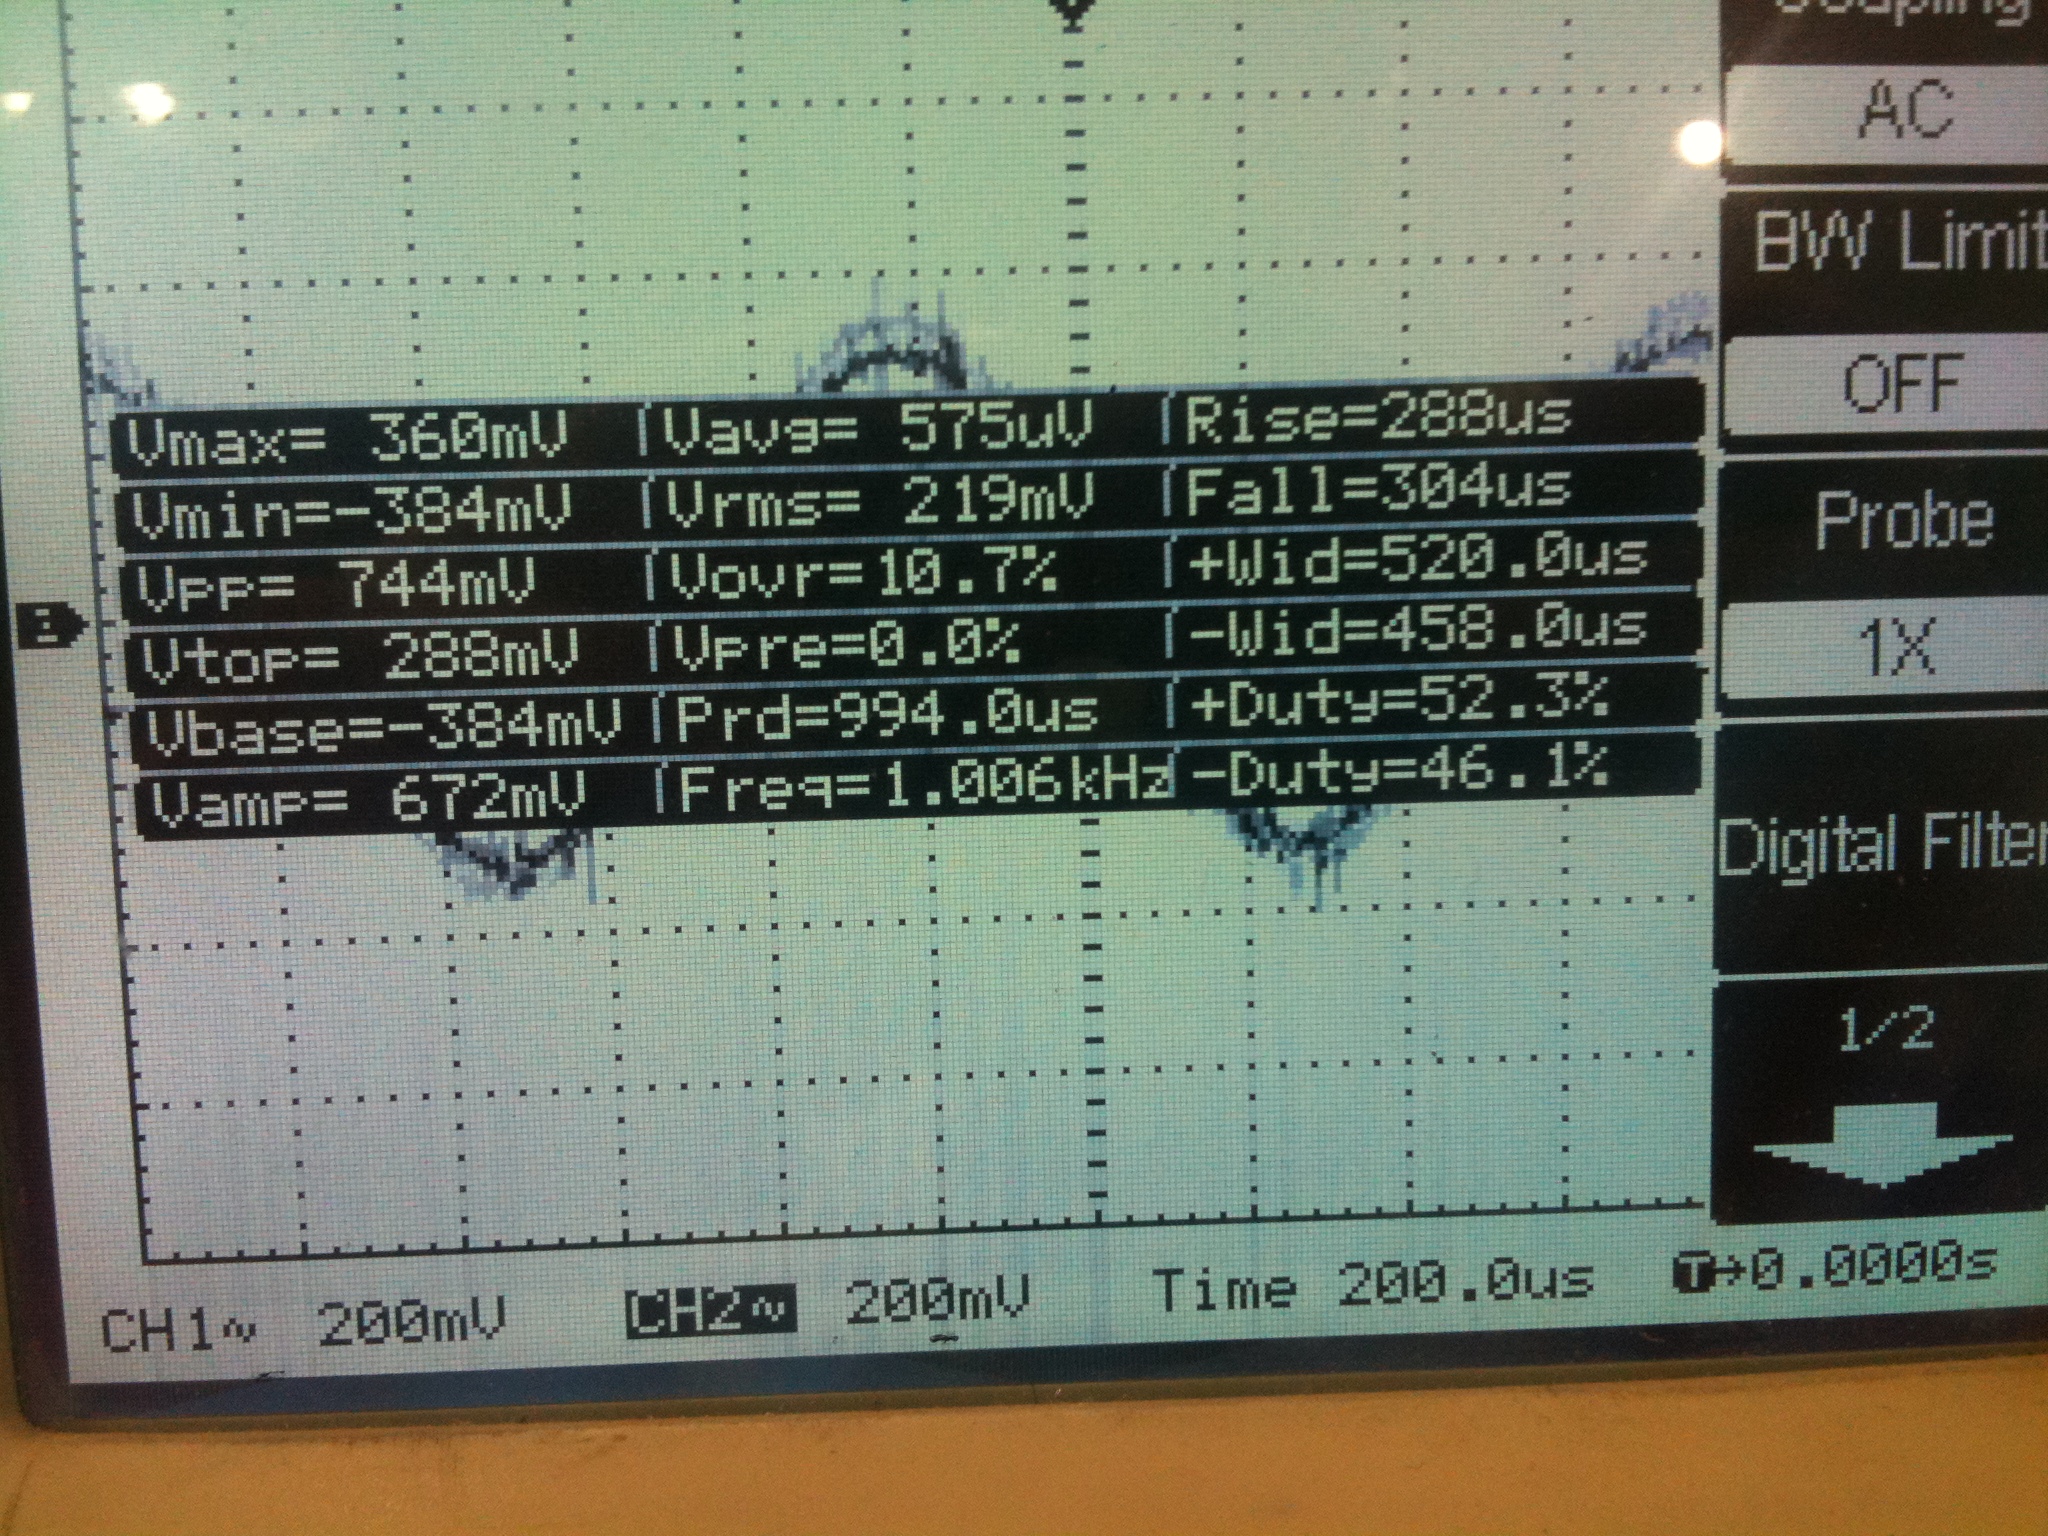 Coupling
AC
BW Limit
OFF
Probe
1X
Digital Filter
1/2
Vmax= 360mV Vavg= 575uV Rise=288us
Vmin=-384mV Vrms= 219mV Fall=304us
Vpp= 744mV Vovr=10.7% +Wid=520.0us
Vtop= 288mV Vpre=0.0% -Wid=458.0us
Vbase=-384mV Prd=994.0us +Duty=52.3%
Vamp= 672mV Freq=1.006kHz -Duty=46.1%
CH1~ 200mV CH2~ 200mV Time 200.0us T→0.0000s